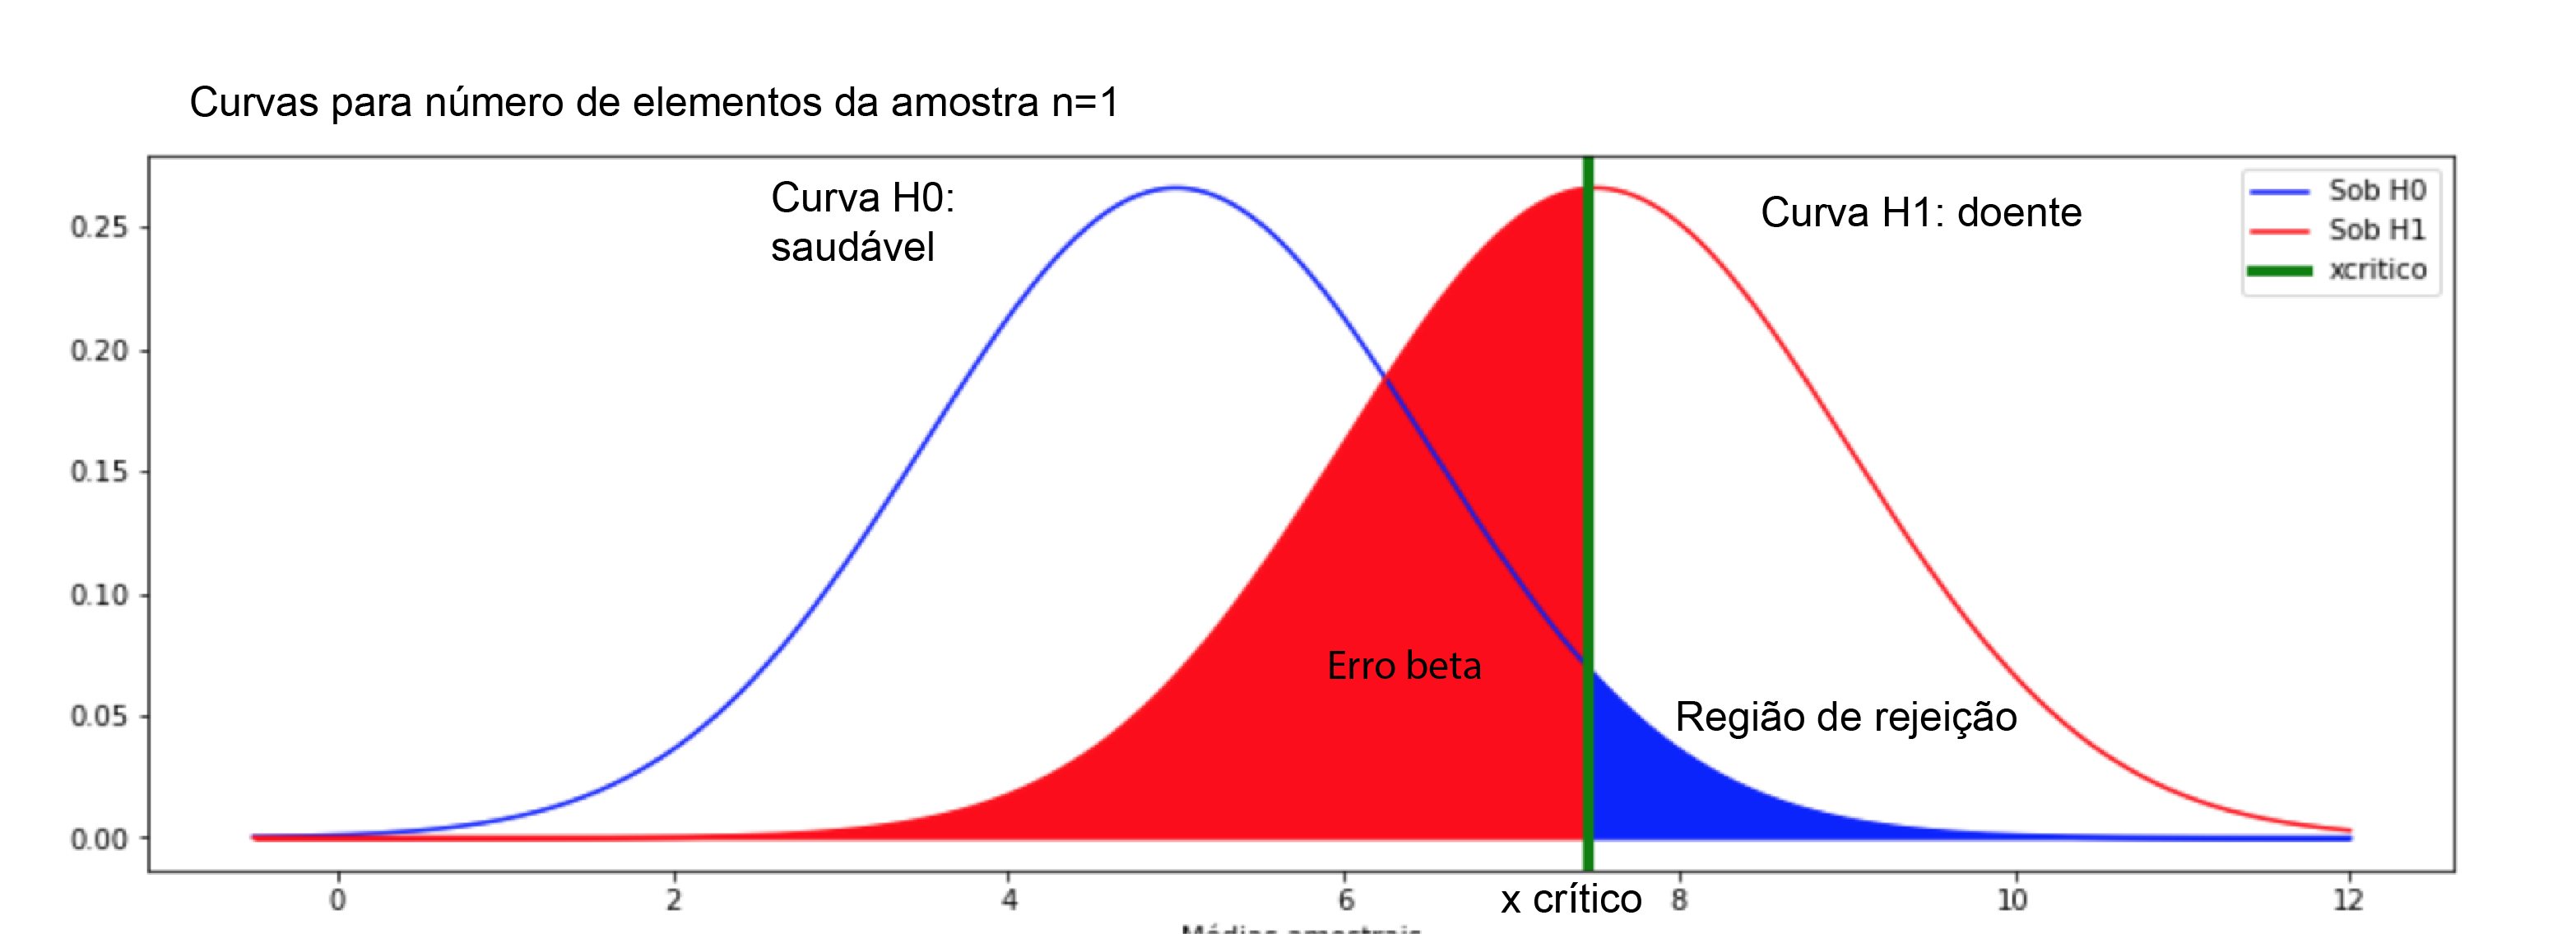 Curvas para número de elementos da amostra n=1
Curva H0:
saudável
Curva H1: doente
Sob H0
Sob H1
xcritico
0.25
0.20
0.15
0.10
0.05
0.00
Erro beta
Região de rejeição
0 2 4 6 x crítico 8 10 12
Médias amostrais